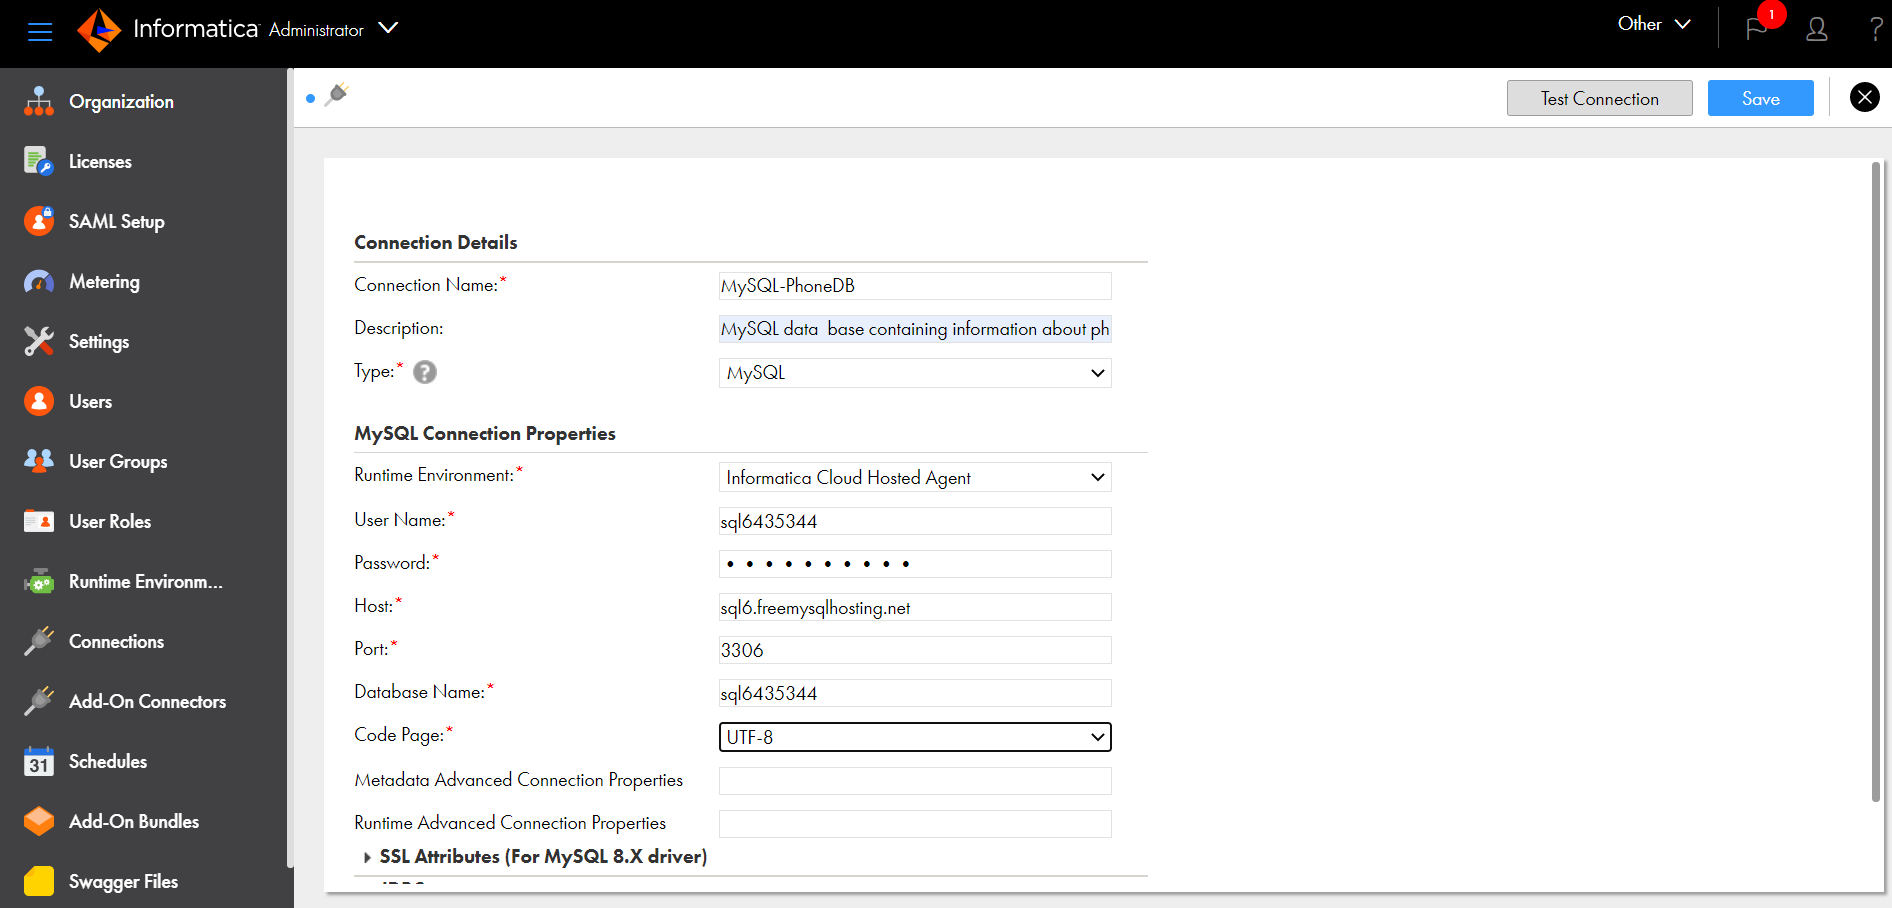 Informatica Administrator
Other
1
?
Organization
Licenses
SAML Setup
Metering
Settings
Users
User Groups
User Roles
Runtime Environm...
Connections
Add-On Connectors
31
Schedules
Add-On Bundles
Swagger Files
Test Connection
Save
Connection Details
Connection Name:* MySQL-PhoneDB
Description: MySQL data  base containing information about ph
Type:* ? MySQL
MySQL Connection Properties
Runtime Environment:* Informatica Cloud Hosted Agent
User Name:* sql6435344
Password:* • • • • • • • • • •
Host:* sql6.freemysqlhosting.net
Port:* 3306
Database Name:* sql6435344
Code Page:* UTF-8
Metadata Advanced Connection Properties
Runtime Advanced Connection Properties
SSL Attributes (For MySQL 8.X driver)